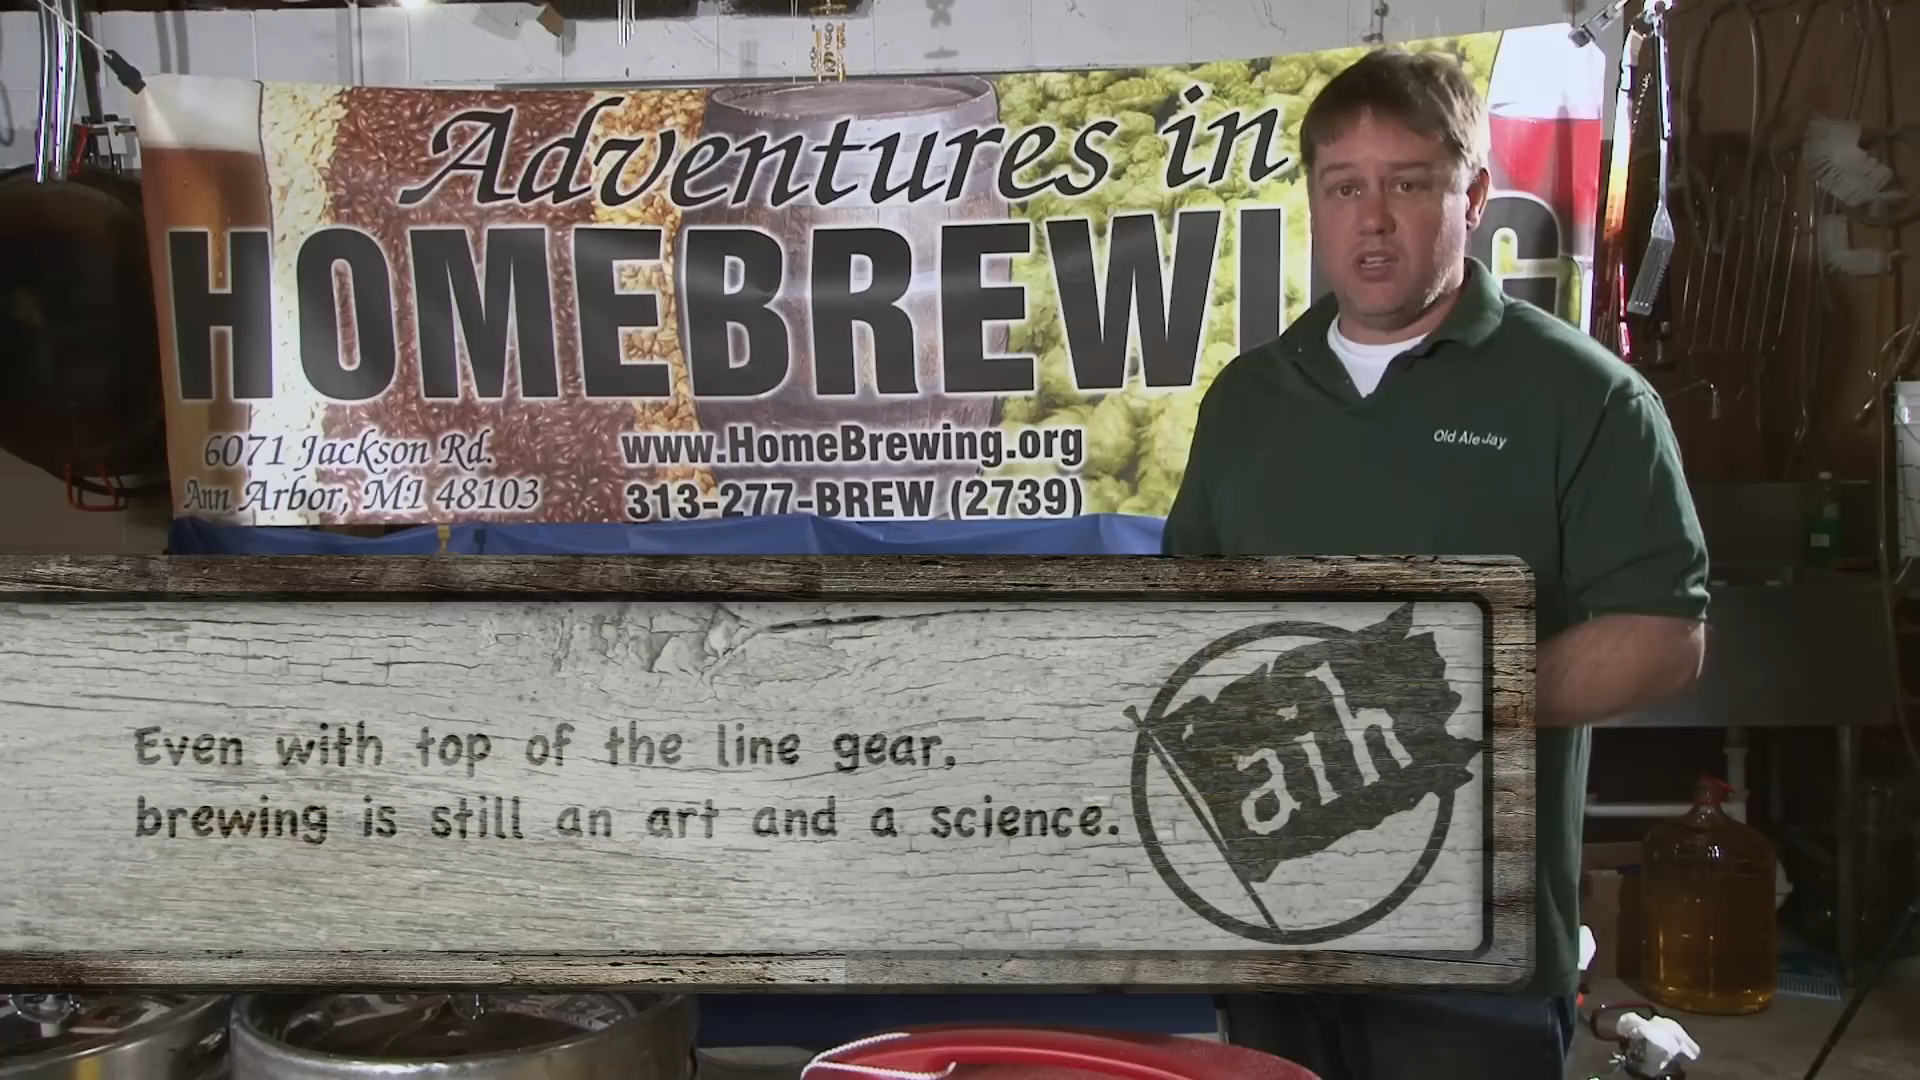 Adventures in
HOMEBREWING
6071 Jackson Rd.
Ann Arbor, MI 48103
www.HomeBrewing.org
313-277-BREW (2739)
Old Ale Jay
Even with top of the line gear,
brewing is still an art and a science.
aih